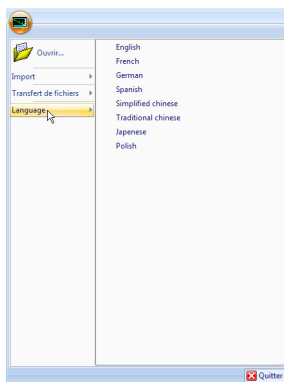 Ouvrir...
Import
Transfert de fichiers
Language
English
French
German
Spanish
Simplified chinese
Traditional chinese
Japenese
Polish
Quitter